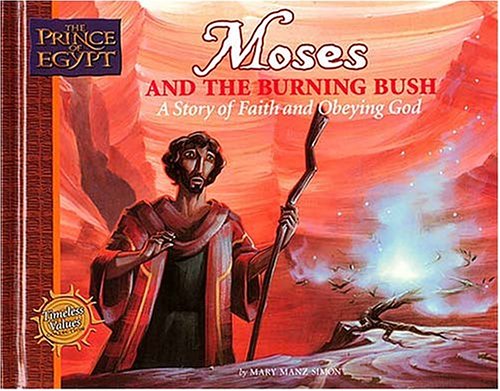 THE
PRINCE
OF
EGYPT
Moses
AND THE BURNING BUSH
A Story of Faith and Obeying God
Timeless
Values
by MARY MANZ SIMON